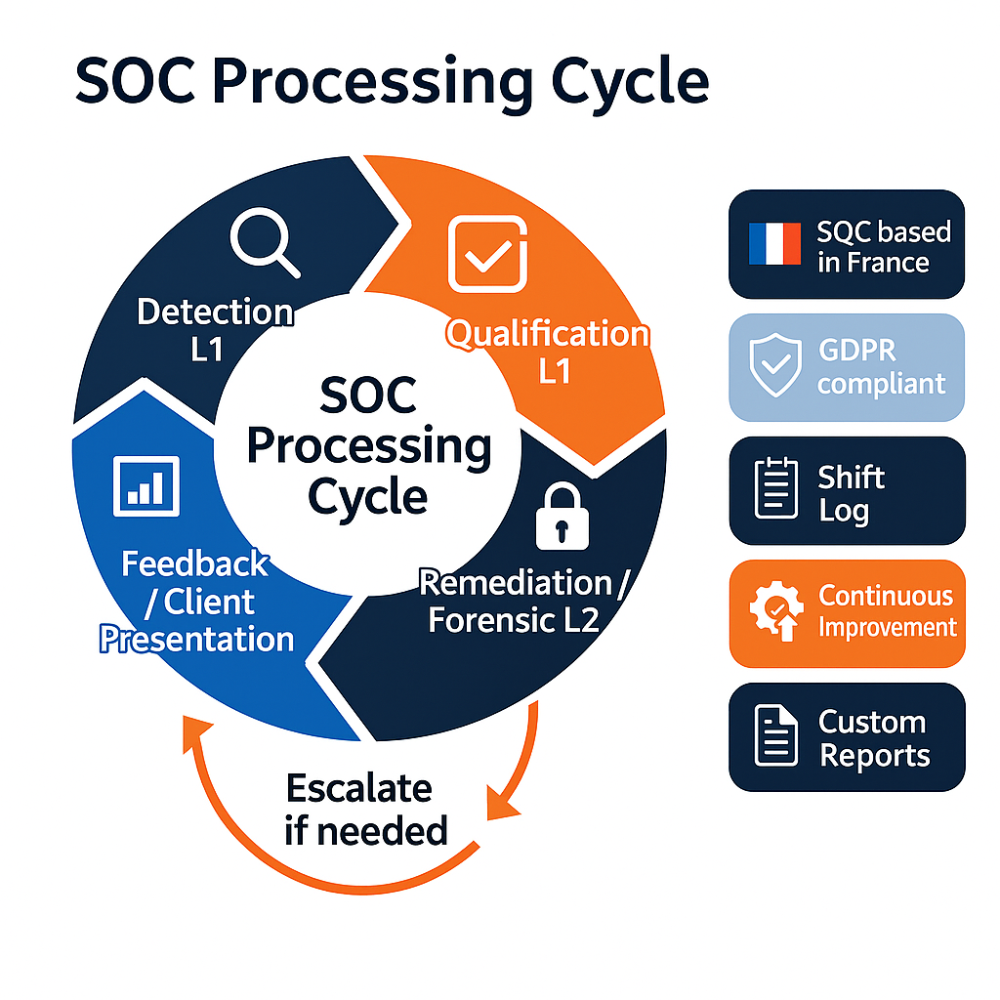 SOC Processing Cycle
Detection
L1
Qualification
L1
SOC
Processing
Cycle
Remediation /
Forensic L2
Feedback
/ Client
Presentation
Escalate
if needed
SQC based
in France
GDPR
compliant
Shift
Log
Continuous
Improvement
Custom
Reports